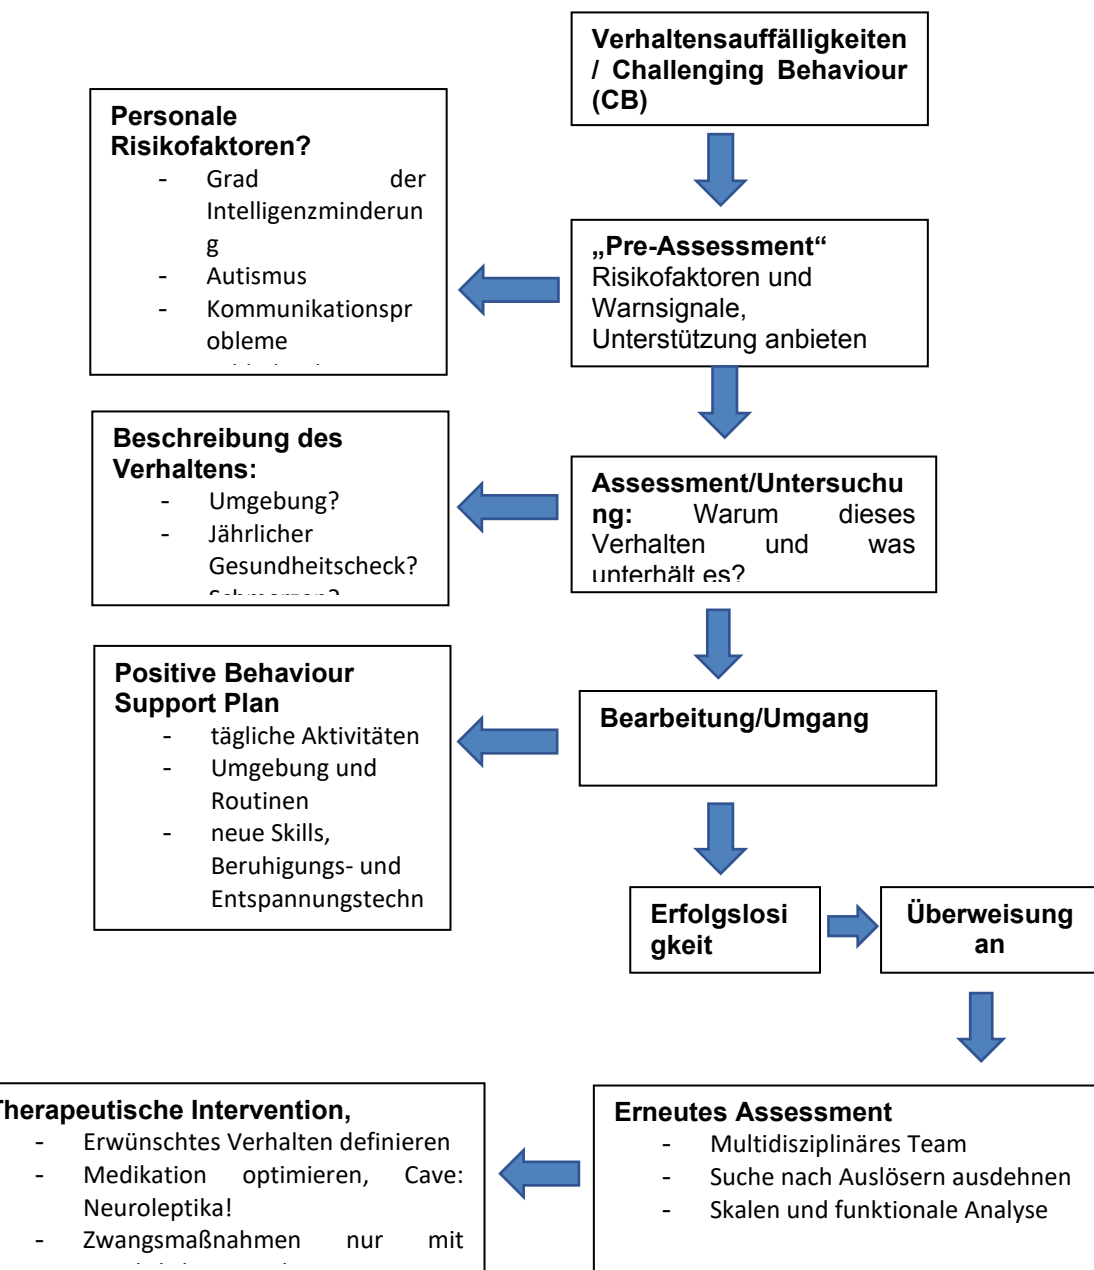 Verhaltensauffälligkeiten
/ Challenging Behaviour
(CB)
Personale
Risikofaktoren?
- Grad der
Intelligenzminderun
g
- Autismus
- Kommunikationspr
obleme
„Pre-Assessment“
Risikofaktoren und
Warnsignale,
Unterstützung anbieten
Beschreibung des
Verhaltens:
- Umgebung?
- Jährlicher
Gesundheitscheck?
Assessment/Untersuchu
ng: Warum dieses
Verhalten und was
unterhält es?
Positive Behaviour
Support Plan
- tägliche Aktivitäten
- Umgebung und
Routinen
- neue Skills,
Beruhigungs- und
Entspannungstechn
Bearbeitung/Umgang
Erfolgslosi
gkeit
Überweisung
an
Therapeutische Intervention,
- Erwünschtes Verhalten definieren
- Medikation optimieren, Cave:
Neuroleptika!
- Zwangsmaßnahmen nur mit
Erneutes Assessment
- Multidisziplinäres Team
- Suche nach Auslösern ausdehnen
- Skalen und funktionale Analyse